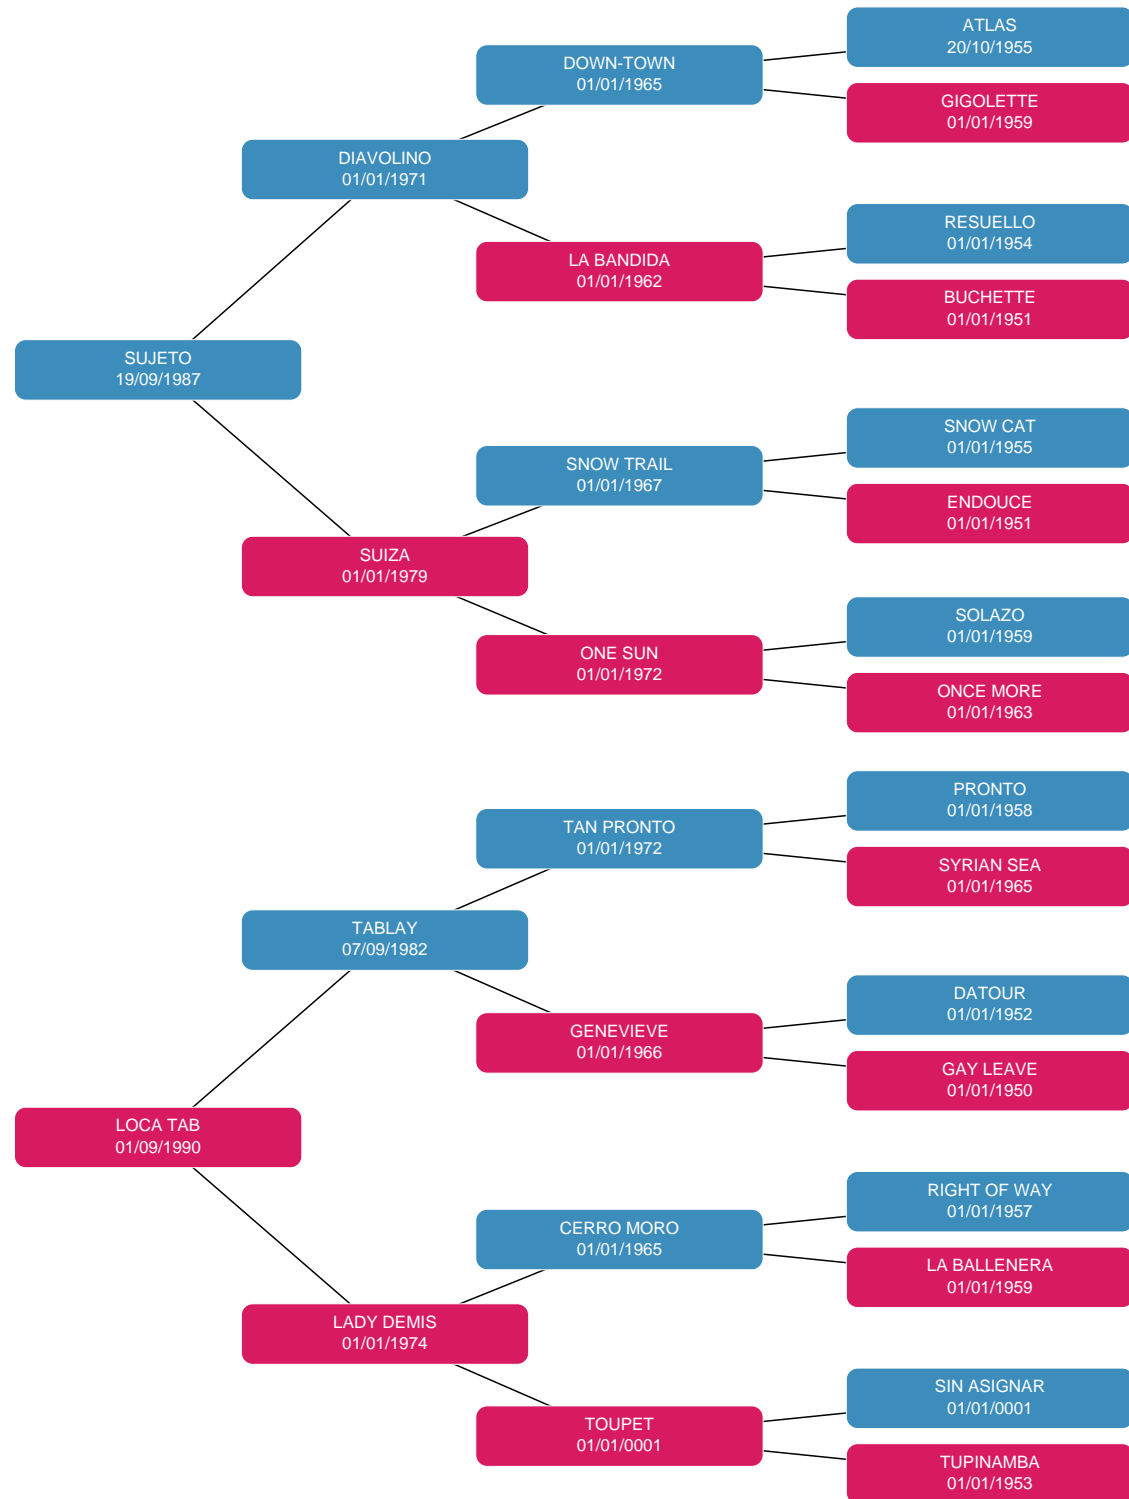 ATLAS
20/10/1955
DOWN-TOWN
01/01/1965
GIGOLETTE
01/01/1959
DIAVOLINO
01/01/1971
RESUELLO
01/01/1954
LA BANDIDA
01/01/1962
BUCHETTE
01/01/1951
SUJETO
19/09/1987
SNOW CAT
01/01/1955
SNOW TRAIL
01/01/1967
ENDOUCE
01/01/1951
SUIZA
01/01/1979
SOLAZO
01/01/1959
ONE SUN
01/01/1972
ONCE MORE
01/01/1963
PRONTO
01/01/1958
TAN PRONTO
01/01/1972
SYRIAN SEA
01/01/1965
TABLAY
07/09/1982
DATOUR
01/01/1952
GENEVIEVE
01/01/1966
GAY LEAVE
01/01/1950
LOCA TAB
01/09/1990
RIGHT OF WAY
01/01/1957
CERRO MORO
01/01/1965
LA BALLENERA
01/01/1959
LADY DEMIS
01/01/1974
SIN ASIGNAR
01/01/0001
TOUPET
01/01/0001
TUPINAMBA
01/01/1953